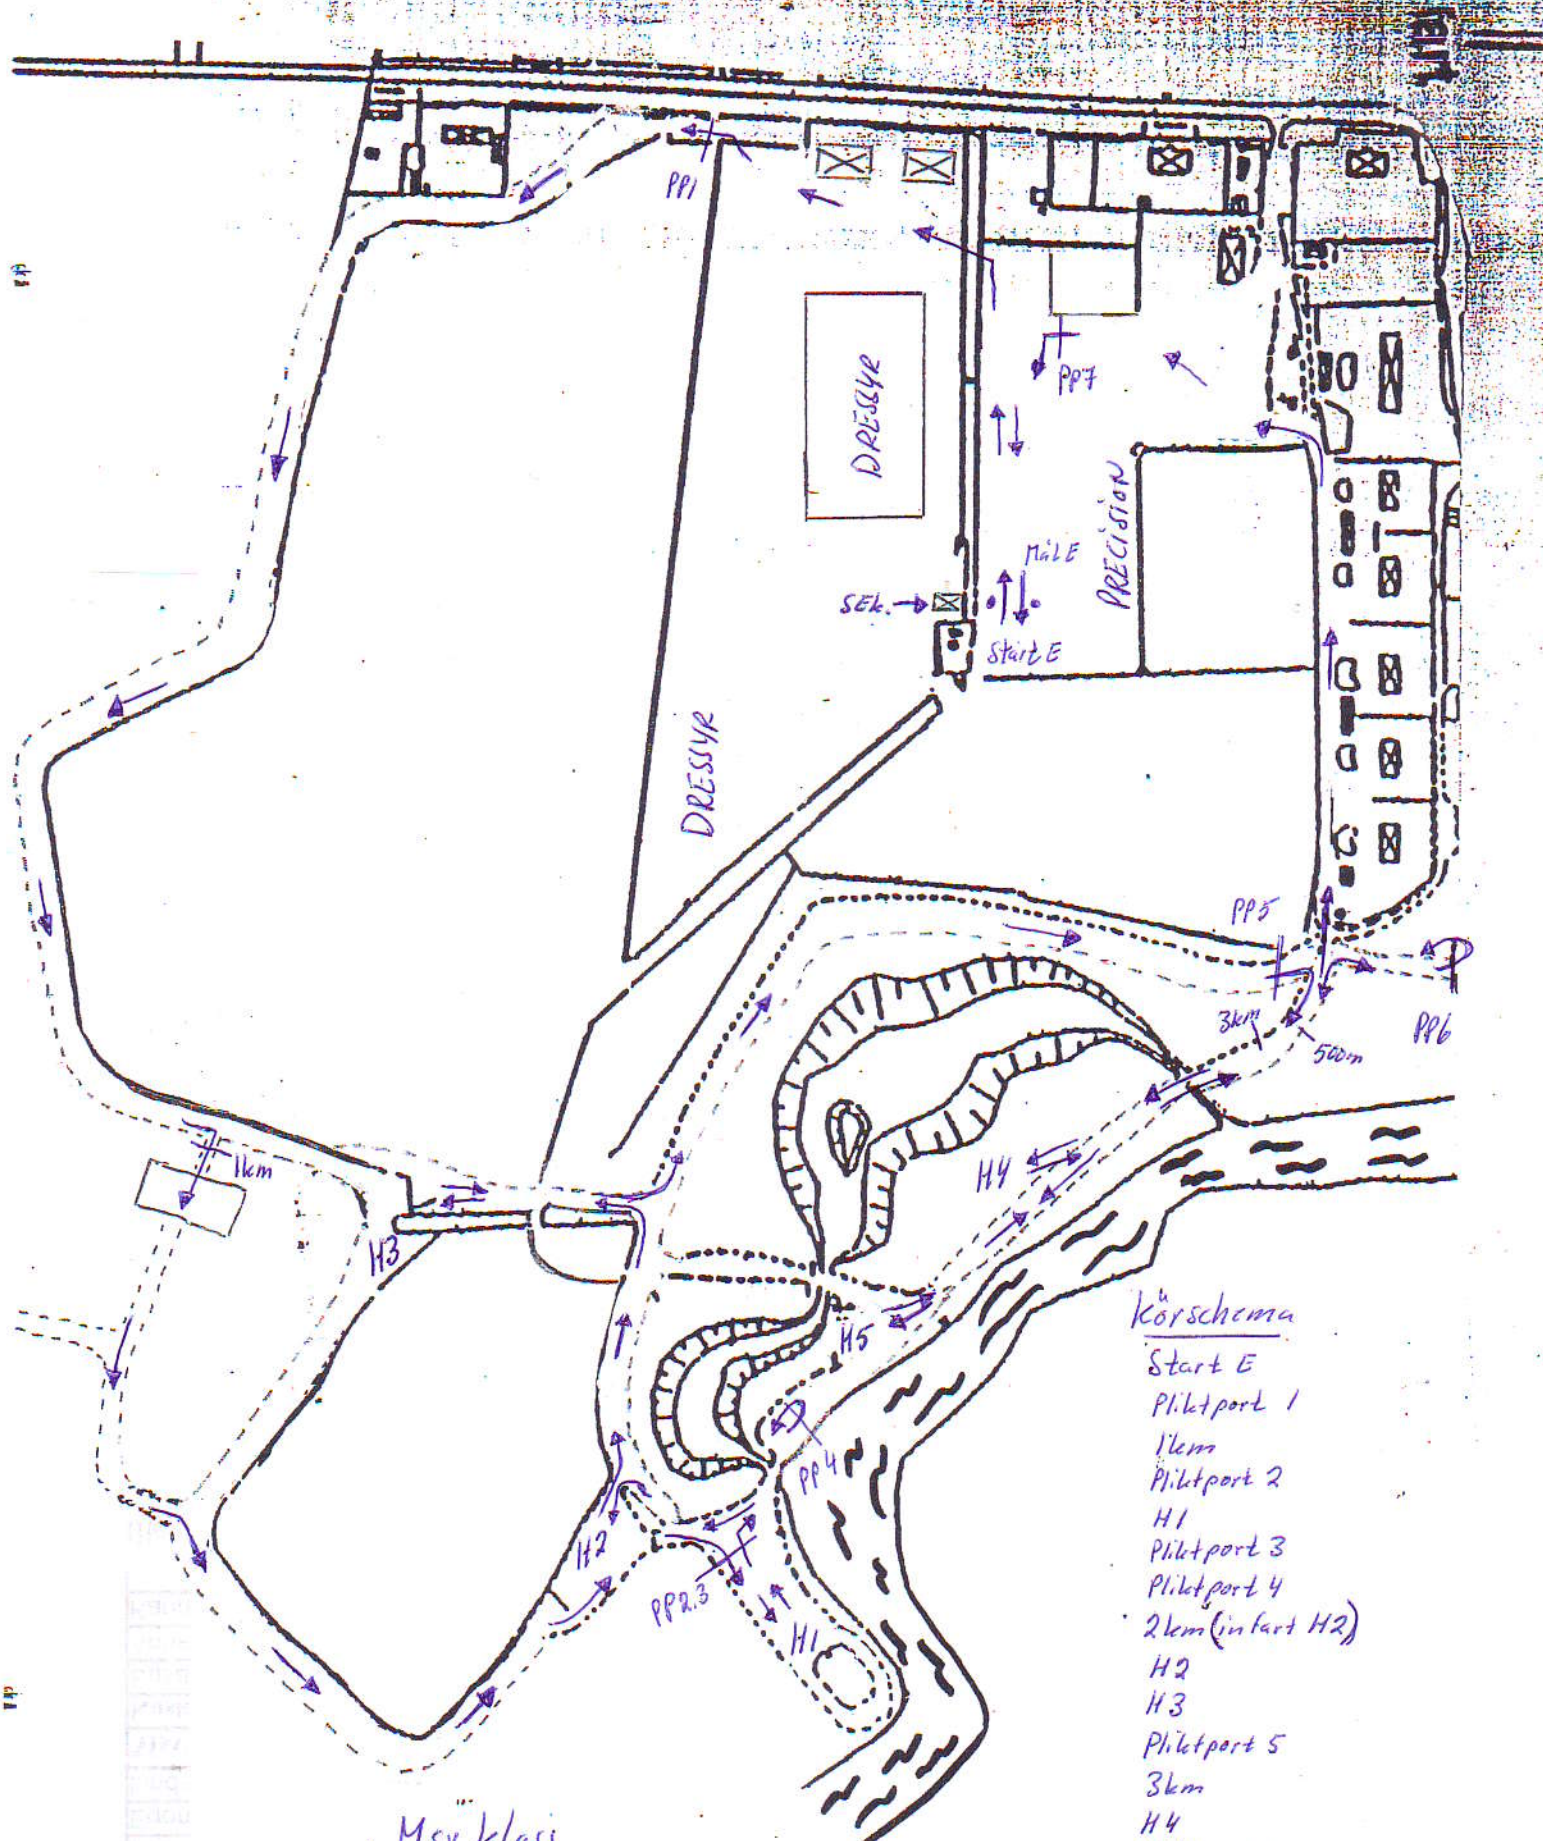 PP1
DRESSYR
PP7
PRECISION
Mål E
SEK.
Start E
DRESSYR
PP5
3km
500m
PP6
1km
H3
H4
H5
PP4
H2
PP2.3
H1
Körschema
Start E
Pliktport 1
1km
Pliktport 2
H1
Pliktport 3
Pliktport 4
2km (infart H2)
H2
H3
Pliktport 5
3km
H4